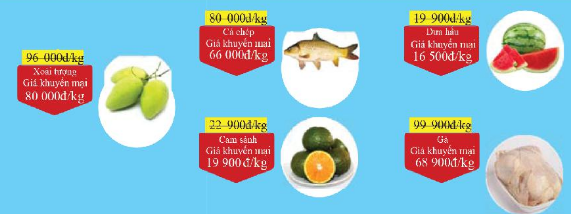 96 000đ/kg
Xoài tượng
Giá khuyến mại
80 000đ/kg
80 000đ/kg
Cá chép
Giá khuyến mại
66 000đ/kg
22 900đ/kg
Cam sành
Giá khuyến mại
19 900đ/kg
19 900đ/kg
Dưa hấu
Giá khuyến mại
16 500đ/kg
99 900đ/kg
Gà
Giá khuyến mại
68 900đ/kg